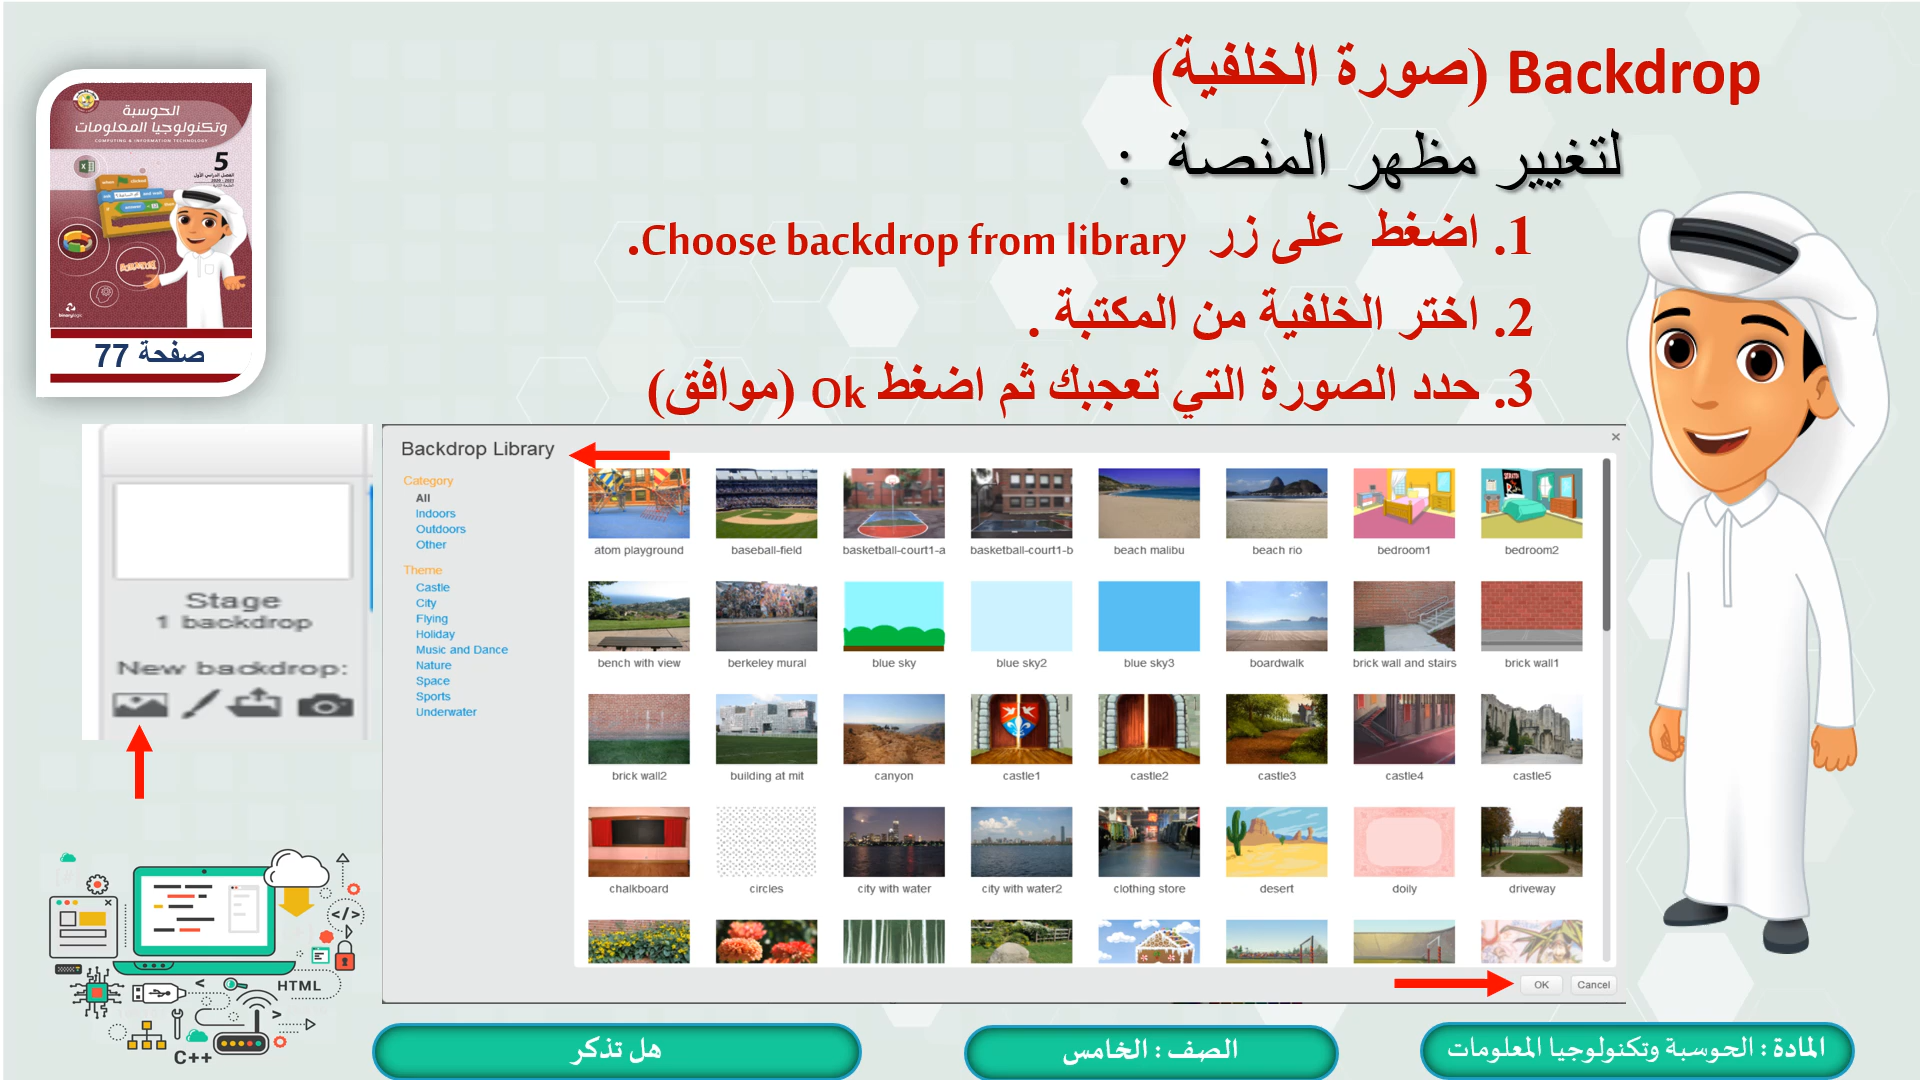 Backdrop (صورة الخلفية)
لتغيير مظهر المنصة :
1. اضغط على زر Choose backdrop from library.
2. اختر الخلفية من المكتبة .
3. حدد الصورة التي تعجبك ثم اضغط Ok (موافق)
الحوسبة
وتكنولوجيا المعلومات
COMPUTING & INFORMATION TECHNOLOGY
5
صفحة 77
Stage
1 backdrop
New backdrop:
Backdrop Library
Category
All
Indoors
Outdoors
Other
Theme
Castle
City
Flying
Holiday
Music and Dance
Nature
Space
Sports
Underwater
atom playground baseball-field basketball-court1-a basketball-court1-b beach malibu beach rio bedroom1 bedroom2
bench with view berkeley mural blue sky blue sky2 blue sky3 boardwalk brick wall and stairs brick wall1
brick wall2 building at mit canyon castle1 castle2 castle3 castle4 castle5
chalkboard circles city with water city with water2 clothing store desert doily driveway
OK Cancel
</> 
HTML
C++
المادة : الحوسبة وتكنولوجيا المعلومات
الصف : الخامس
هل تذكر